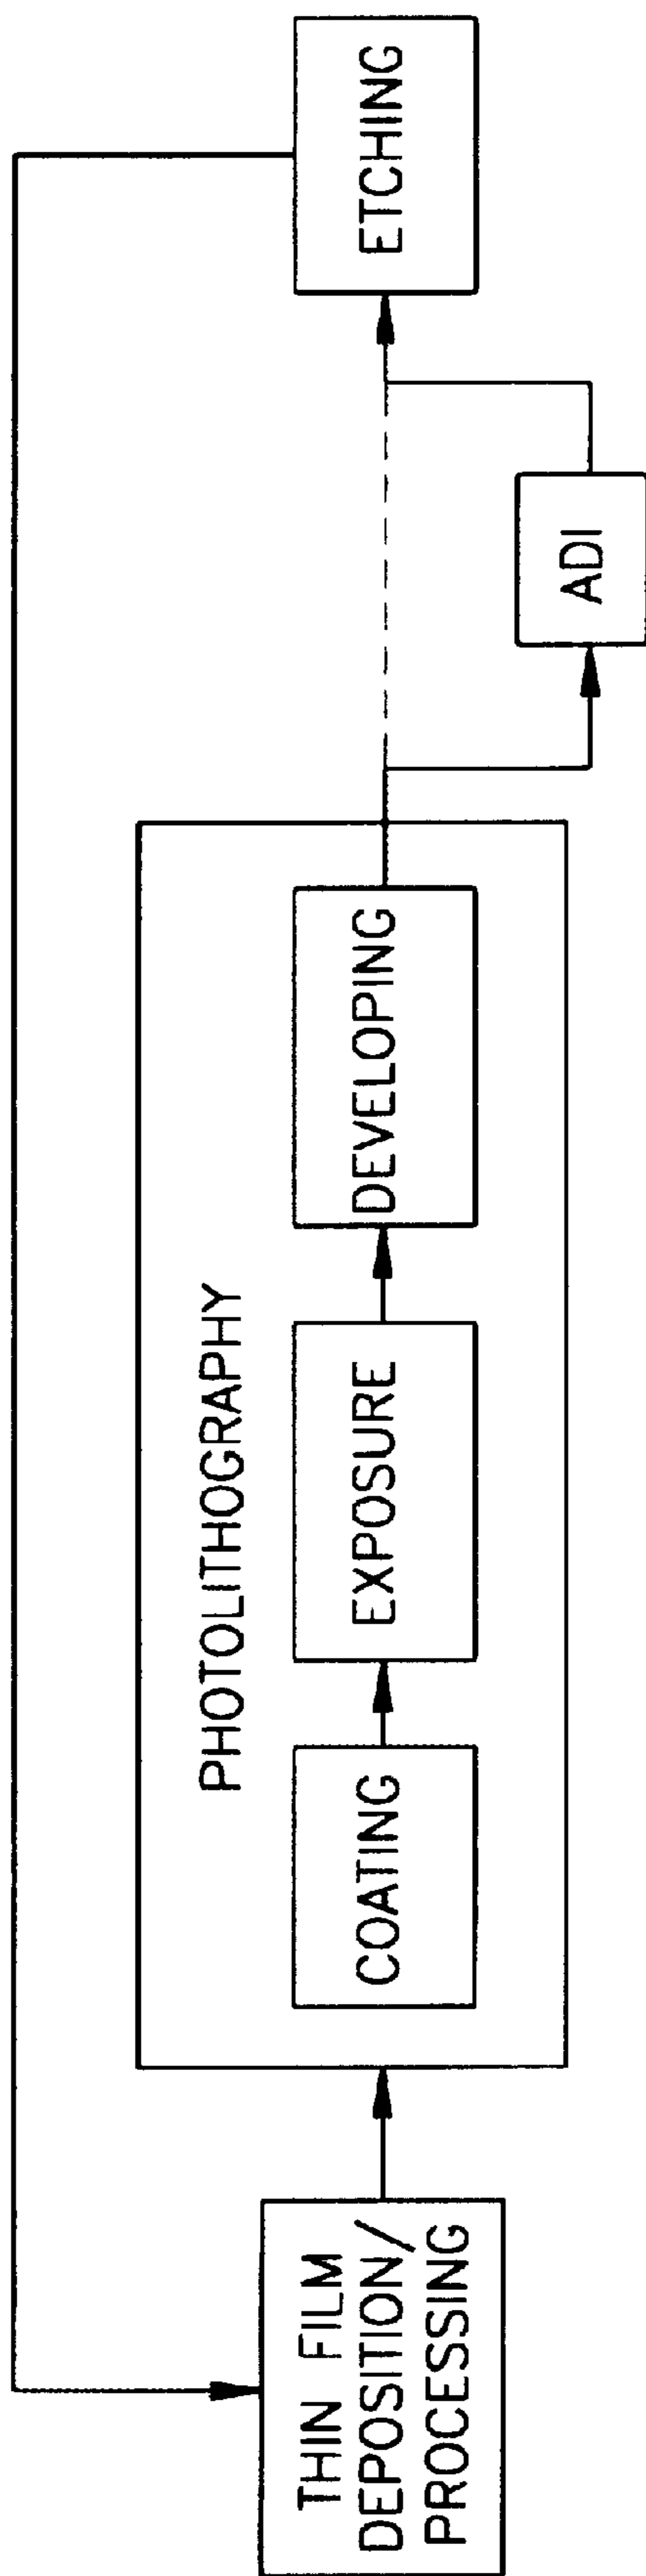 THIN FILM
DEPOSITION/
PROCESSING
PHOTOLITHOGRAPHY
COATING
EXPOSURE
DEVELOPING
ADI
ETCHING